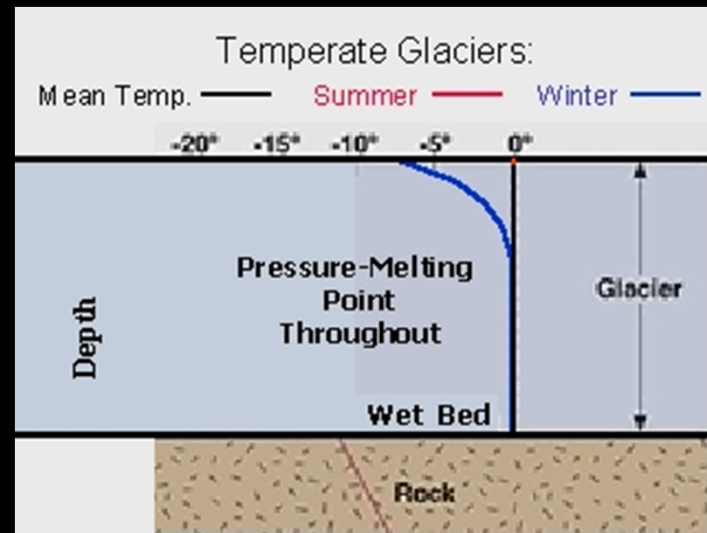 Temperate Glaciers:
Mean Temp. Summer Winter
-20° -15° -10° -5° 0°
Pressure-Melting
Point
Throughout
Glacier
Depth
Wet Bed
Rock